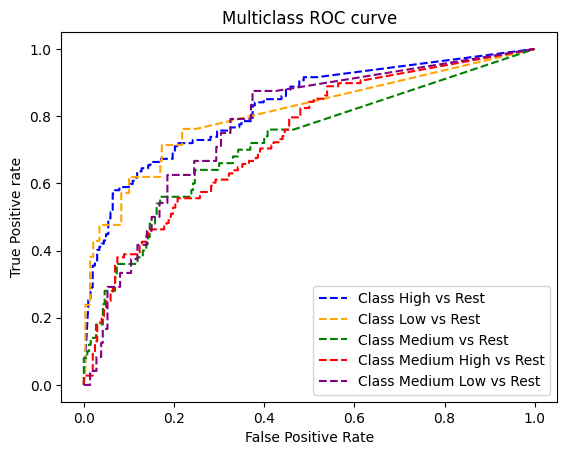 Multiclass ROC curve
True Positive rate
1.0
0.8
0.6
0.4
0.2
0.0
Class High vs Rest
Class Low vs Rest
Class Medium vs Rest
Class Medium High vs Rest
Class Medium Low vs Rest
0.0 0.2 0.4 0.6 0.8 1.0
False Positive Rate